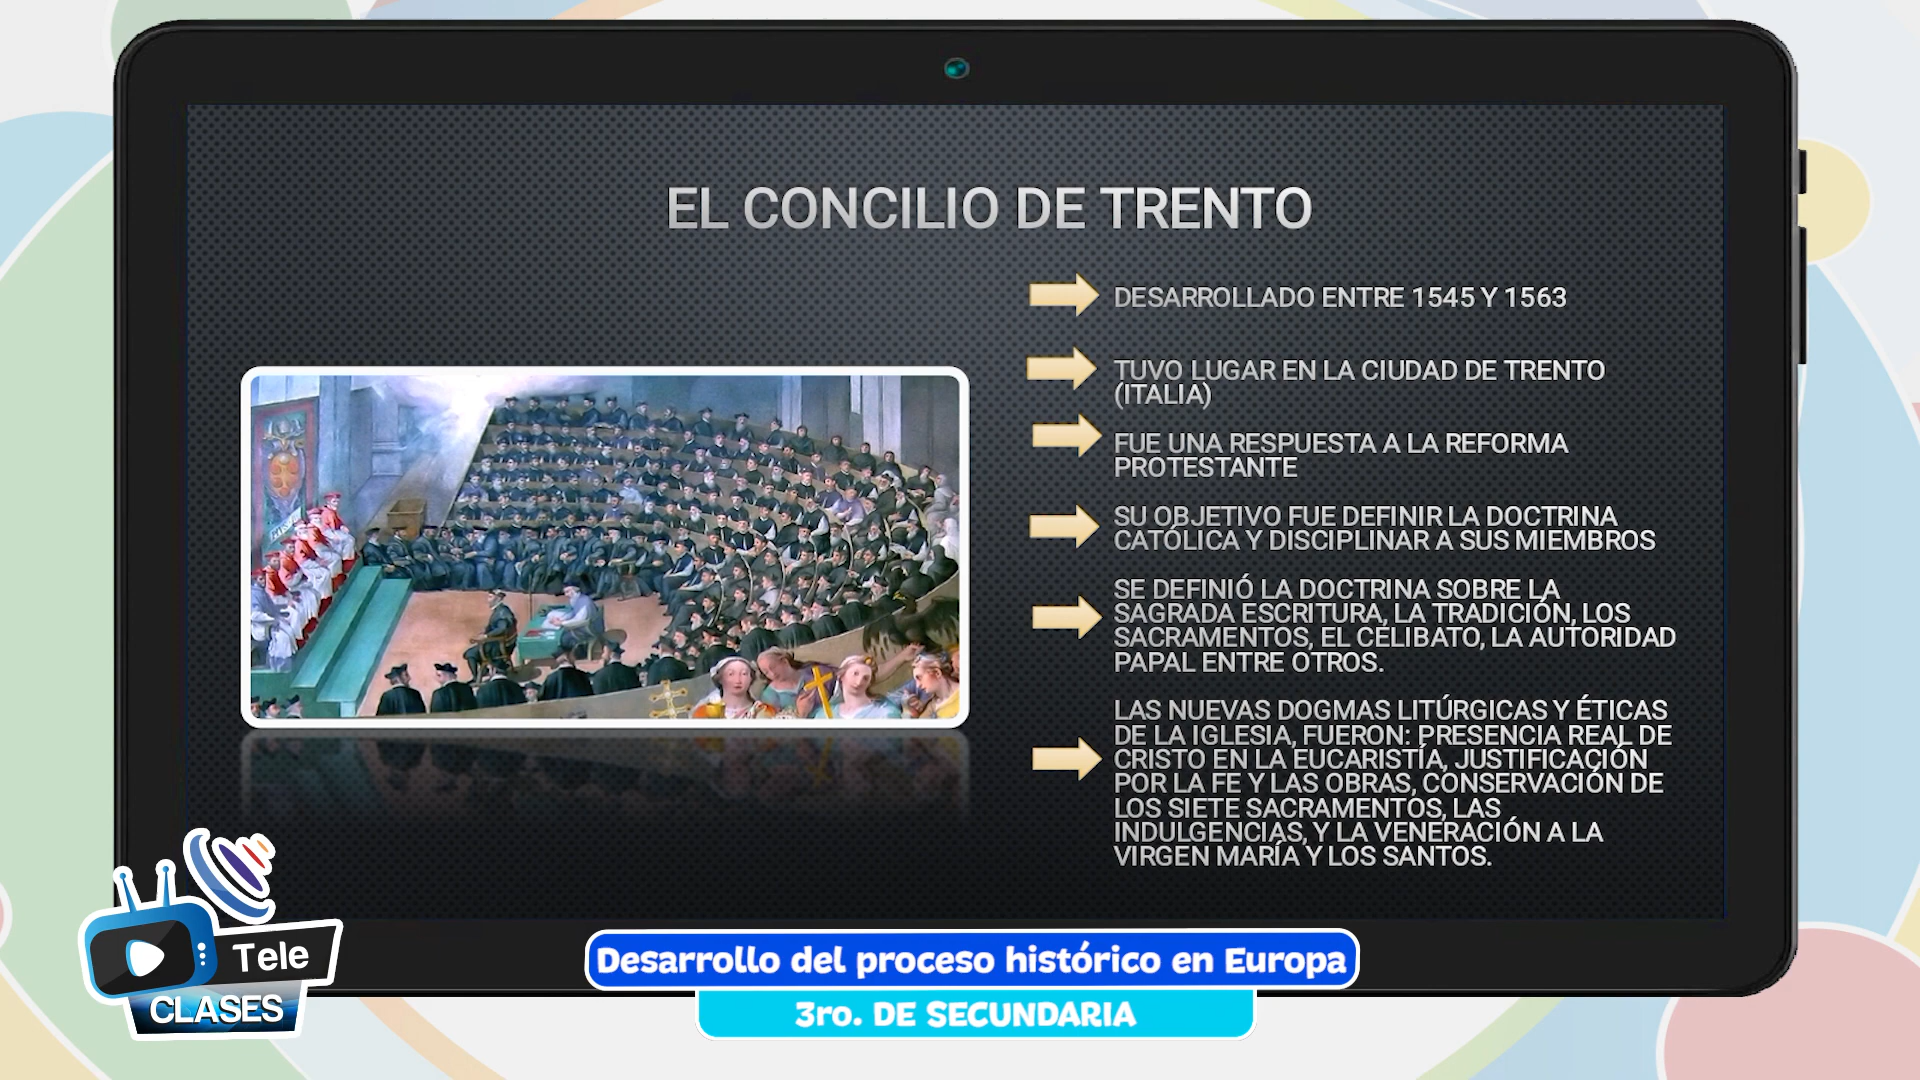 EL CONCILIO DE TRENTO
DESARROLLADO ENTRE 1545 Y 1563
TUVO LUGAR EN LA CIUDAD DE TRENTO
(ITALIA)
FUE UNA RESPUESTA A LA REFORMA
PROTESTANTE
SU OBJETIVO FUE DEFINIR LA DOCTRINA
CATÓLICA Y DISCIPLINAR A SUS MIEMBROS
SE DEFINIÓ LA DOCTRINA SOBRE LA
SAGRADA ESCRITURA, LA TRADICIÓN, LOS
SACRAMENTOS, EL CELIBATO, LA AUTORIDAD
PAPAL ENTRE OTROS.
LAS NUEVAS DOGMAS LITÚRGICAS Y ÉTICAS
DE LA IGLESIA, FUERON: PRESENCIA REAL DE
CRISTO EN LA EUCARISTÍA, JUSTIFICACIÓN
POR LA FE Y LAS OBRAS, CONSERVACIÓN DE
LOS SIETE SACRAMENTOS, LAS
INDULGENCIAS, Y LA VENERACIÓN A LA
VIRGEN MARÍA Y LOS SANTOS.
Tele
CLASES
Desarrollo del proceso histórico en Europa
3ro. DE SECUNDARIA